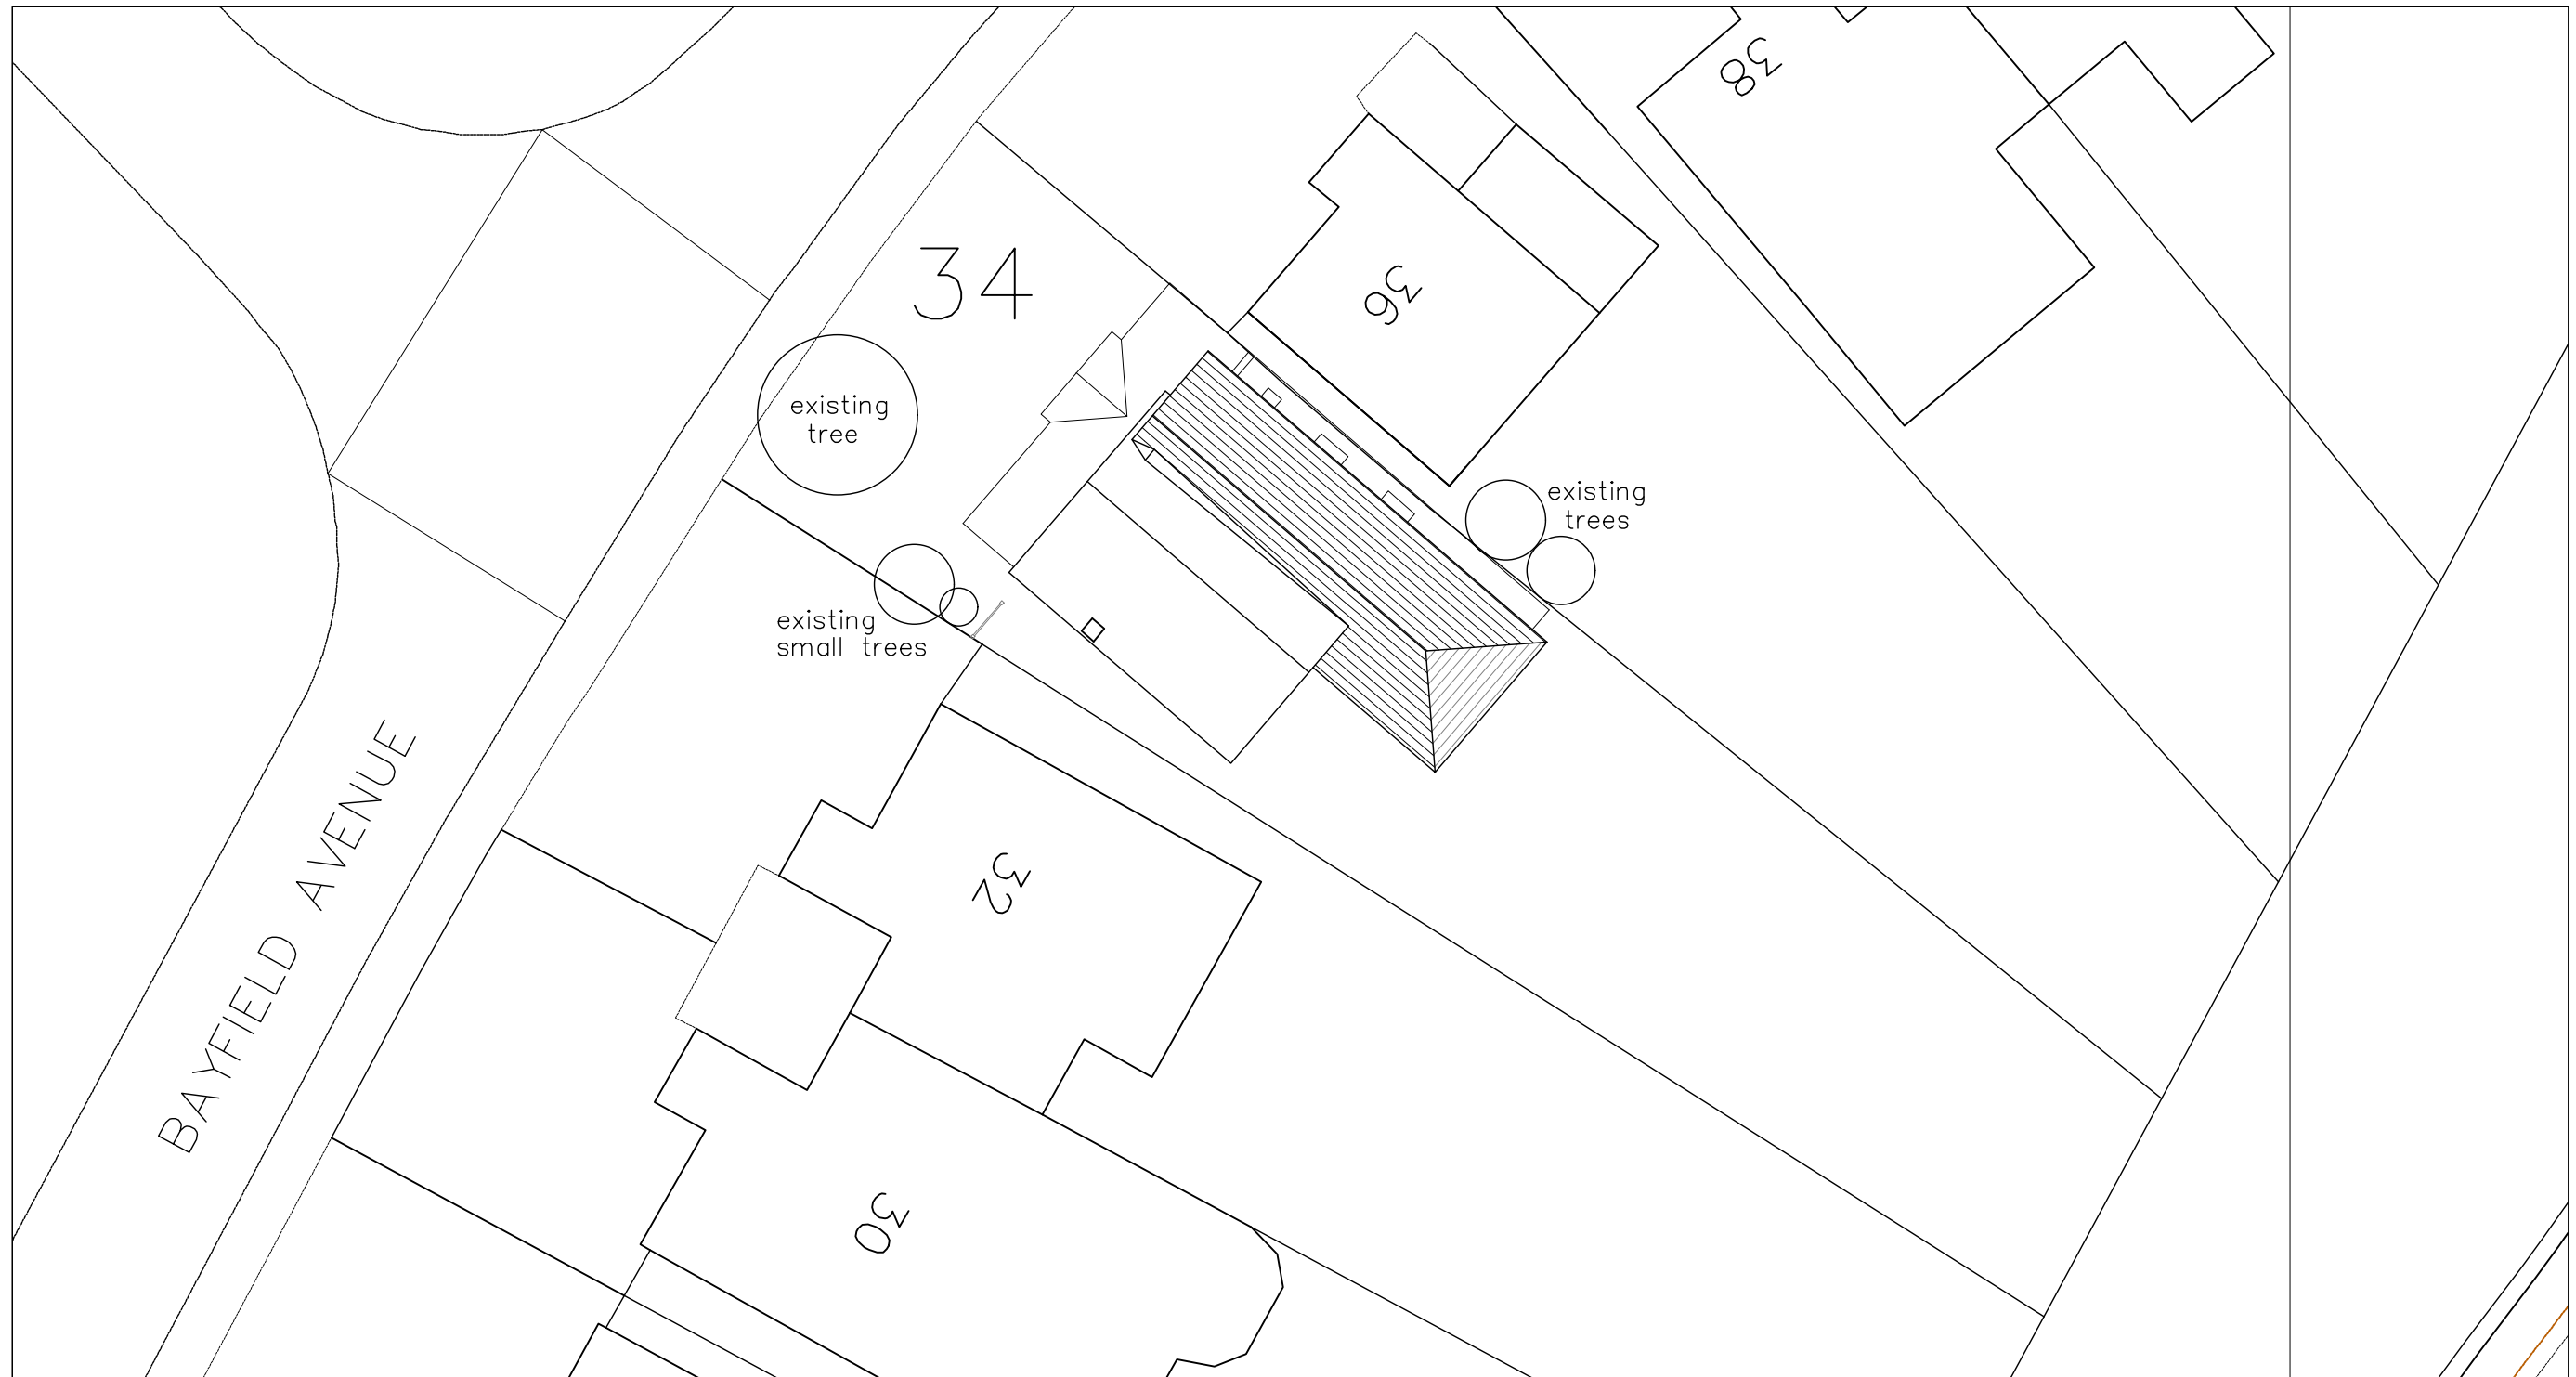 38
34
36
existing
tree
existing
trees
existing
small trees
BAYFIELD AVENUE
32
30